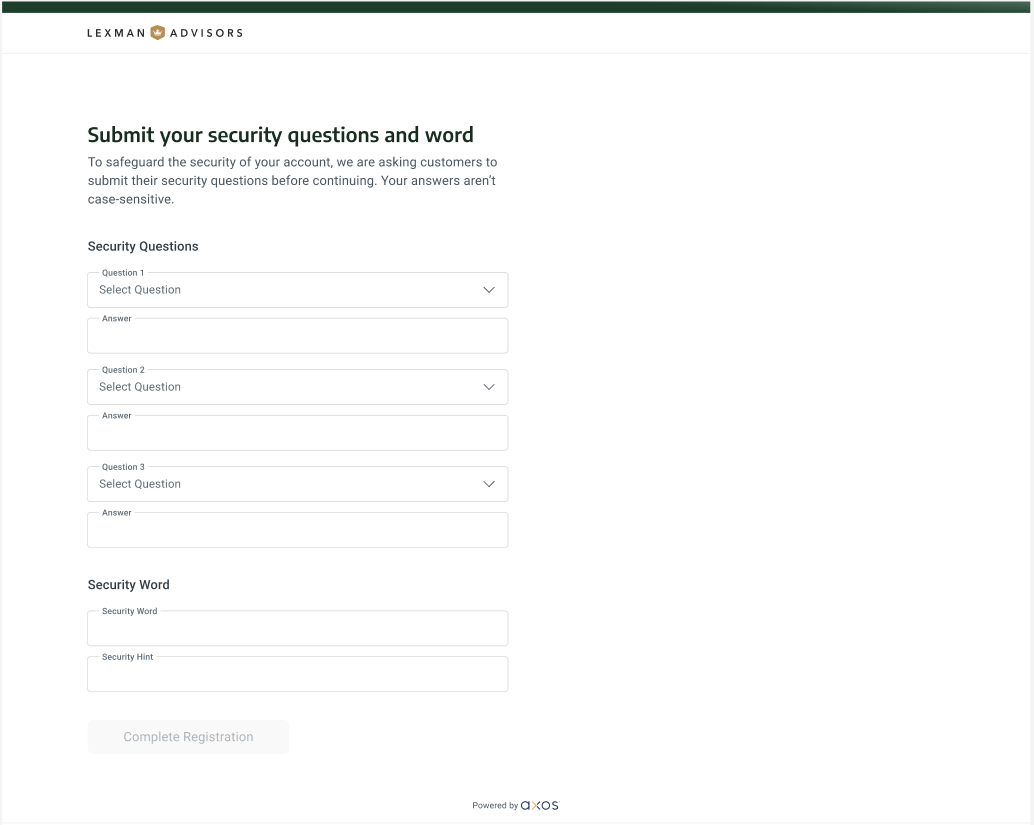 LEXMAN ADVISORS
Submit your security questions and word
To safeguard the security of your account, we are asking customers to
submit their security questions before continuing. Your answers aren't
case-sensitive.
Security Questions
Question 1
Select Question
Answer
Question 2
Select Question
Answer
Question 3
Select Question
Answer
Security Word
Security Word
Security Hint
Complete Registration
Powered by axos